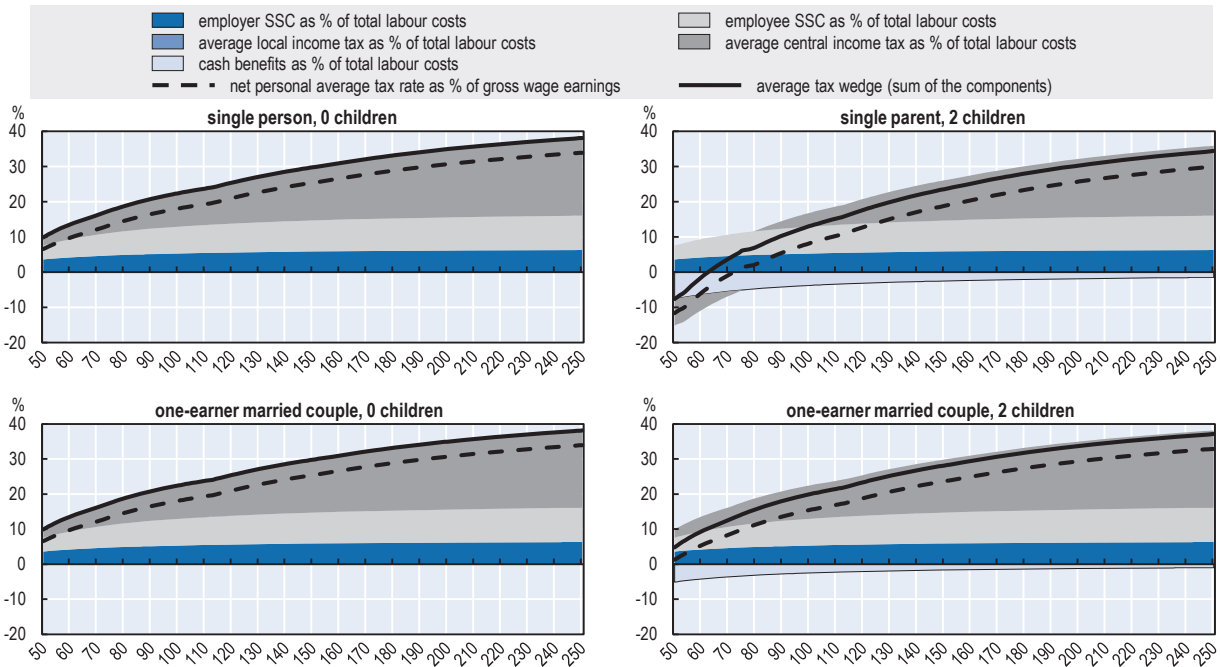 employer SSC as % of total labour costs
employee SSC as % of total labour costs
average local income tax as % of total labour costs
average central income tax as % of total labour costs
cash benefits as % of total labour costs
net personal average tax rate as % of gross wage earnings
average tax wedge (sum of the components)
%
single person, 0 children
40
30
20
10
0
-10
-20
50 60 70 80 90 100 110 120 130 140 150 160 170 180 190 200 210 220 230 240 250
%
single parent, 2 children
40
30
20
10
0
-10
-20
50 60 70 80 90 100 110 120 130 140 150 160 170 180 190 200 210 220 230 240 250
%
one-earner married couple, 0 children
40
30
20
10
0
-10
-20
50 60 70 80 90 100 110 120 130 140 150 160 170 180 190 200 210 220 230 240 250
%
one-earner married couple, 2 children
40
30
20
10
0
-10
-20
50 60 70 80 90 100 110 120 130 140 150 160 170 180 190 200 210 220 230 240 250